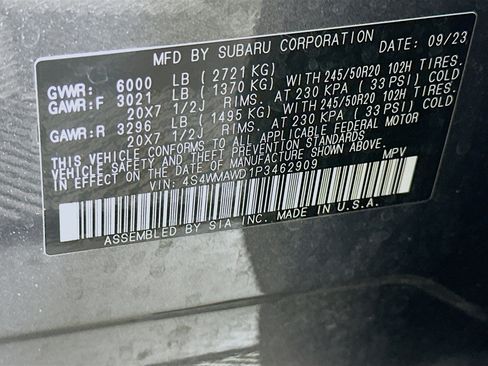 MFD BY SUBARU CORPORATION DATE: 09/23
GVWR: 6000 LB (2721 KG)
GAWR:F 3021 LB (1370 KG) WITH 245/50R20 102H TIRES.
20X7 1/2J RIMS. AT 230 KPA (33 PSI) COLD
GAWR:R 3296 LB (1495 KG) WITH 245/50R20 102H TIRES.
20X7 1/2J RIMS. AT 230 KPA (33 PSI) COLD
THIS VEHICLE CONFORMS TO ALL APPLICABLE FEDERAL MOTOR
VEHICLE SAFETY AND THEFT PREVENTION STANDARDS IN EFFECT
ON THE DATE OF MANUFACTURE SHOWN ABOVE.
VIN: 4S4WMAWD1P3462909 MPV
ASSEMBLED BY SIA INC. MADE IN U.S.A.